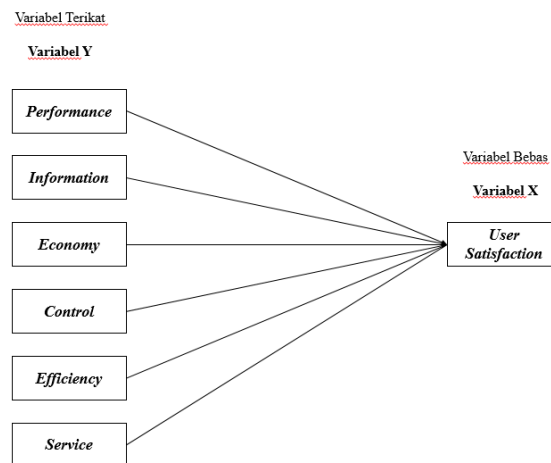 Variabel Terikat
Variabel Y
Performance
Information
Economy
Control
Efficiency
Service
Variabel Bebas
Variabel X
User
Satisfaction